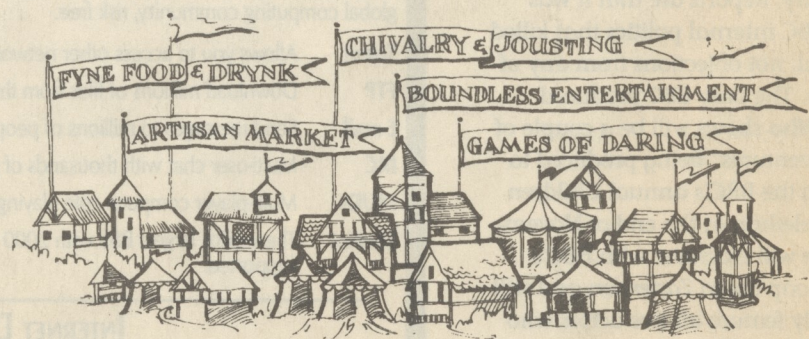 CHIVALRY & JOUSTING
FYNE FOOD & DRYNK
BOUNDLESS ENTERTAINMENT
ARTISAN MARKET
GAMES OF DARING